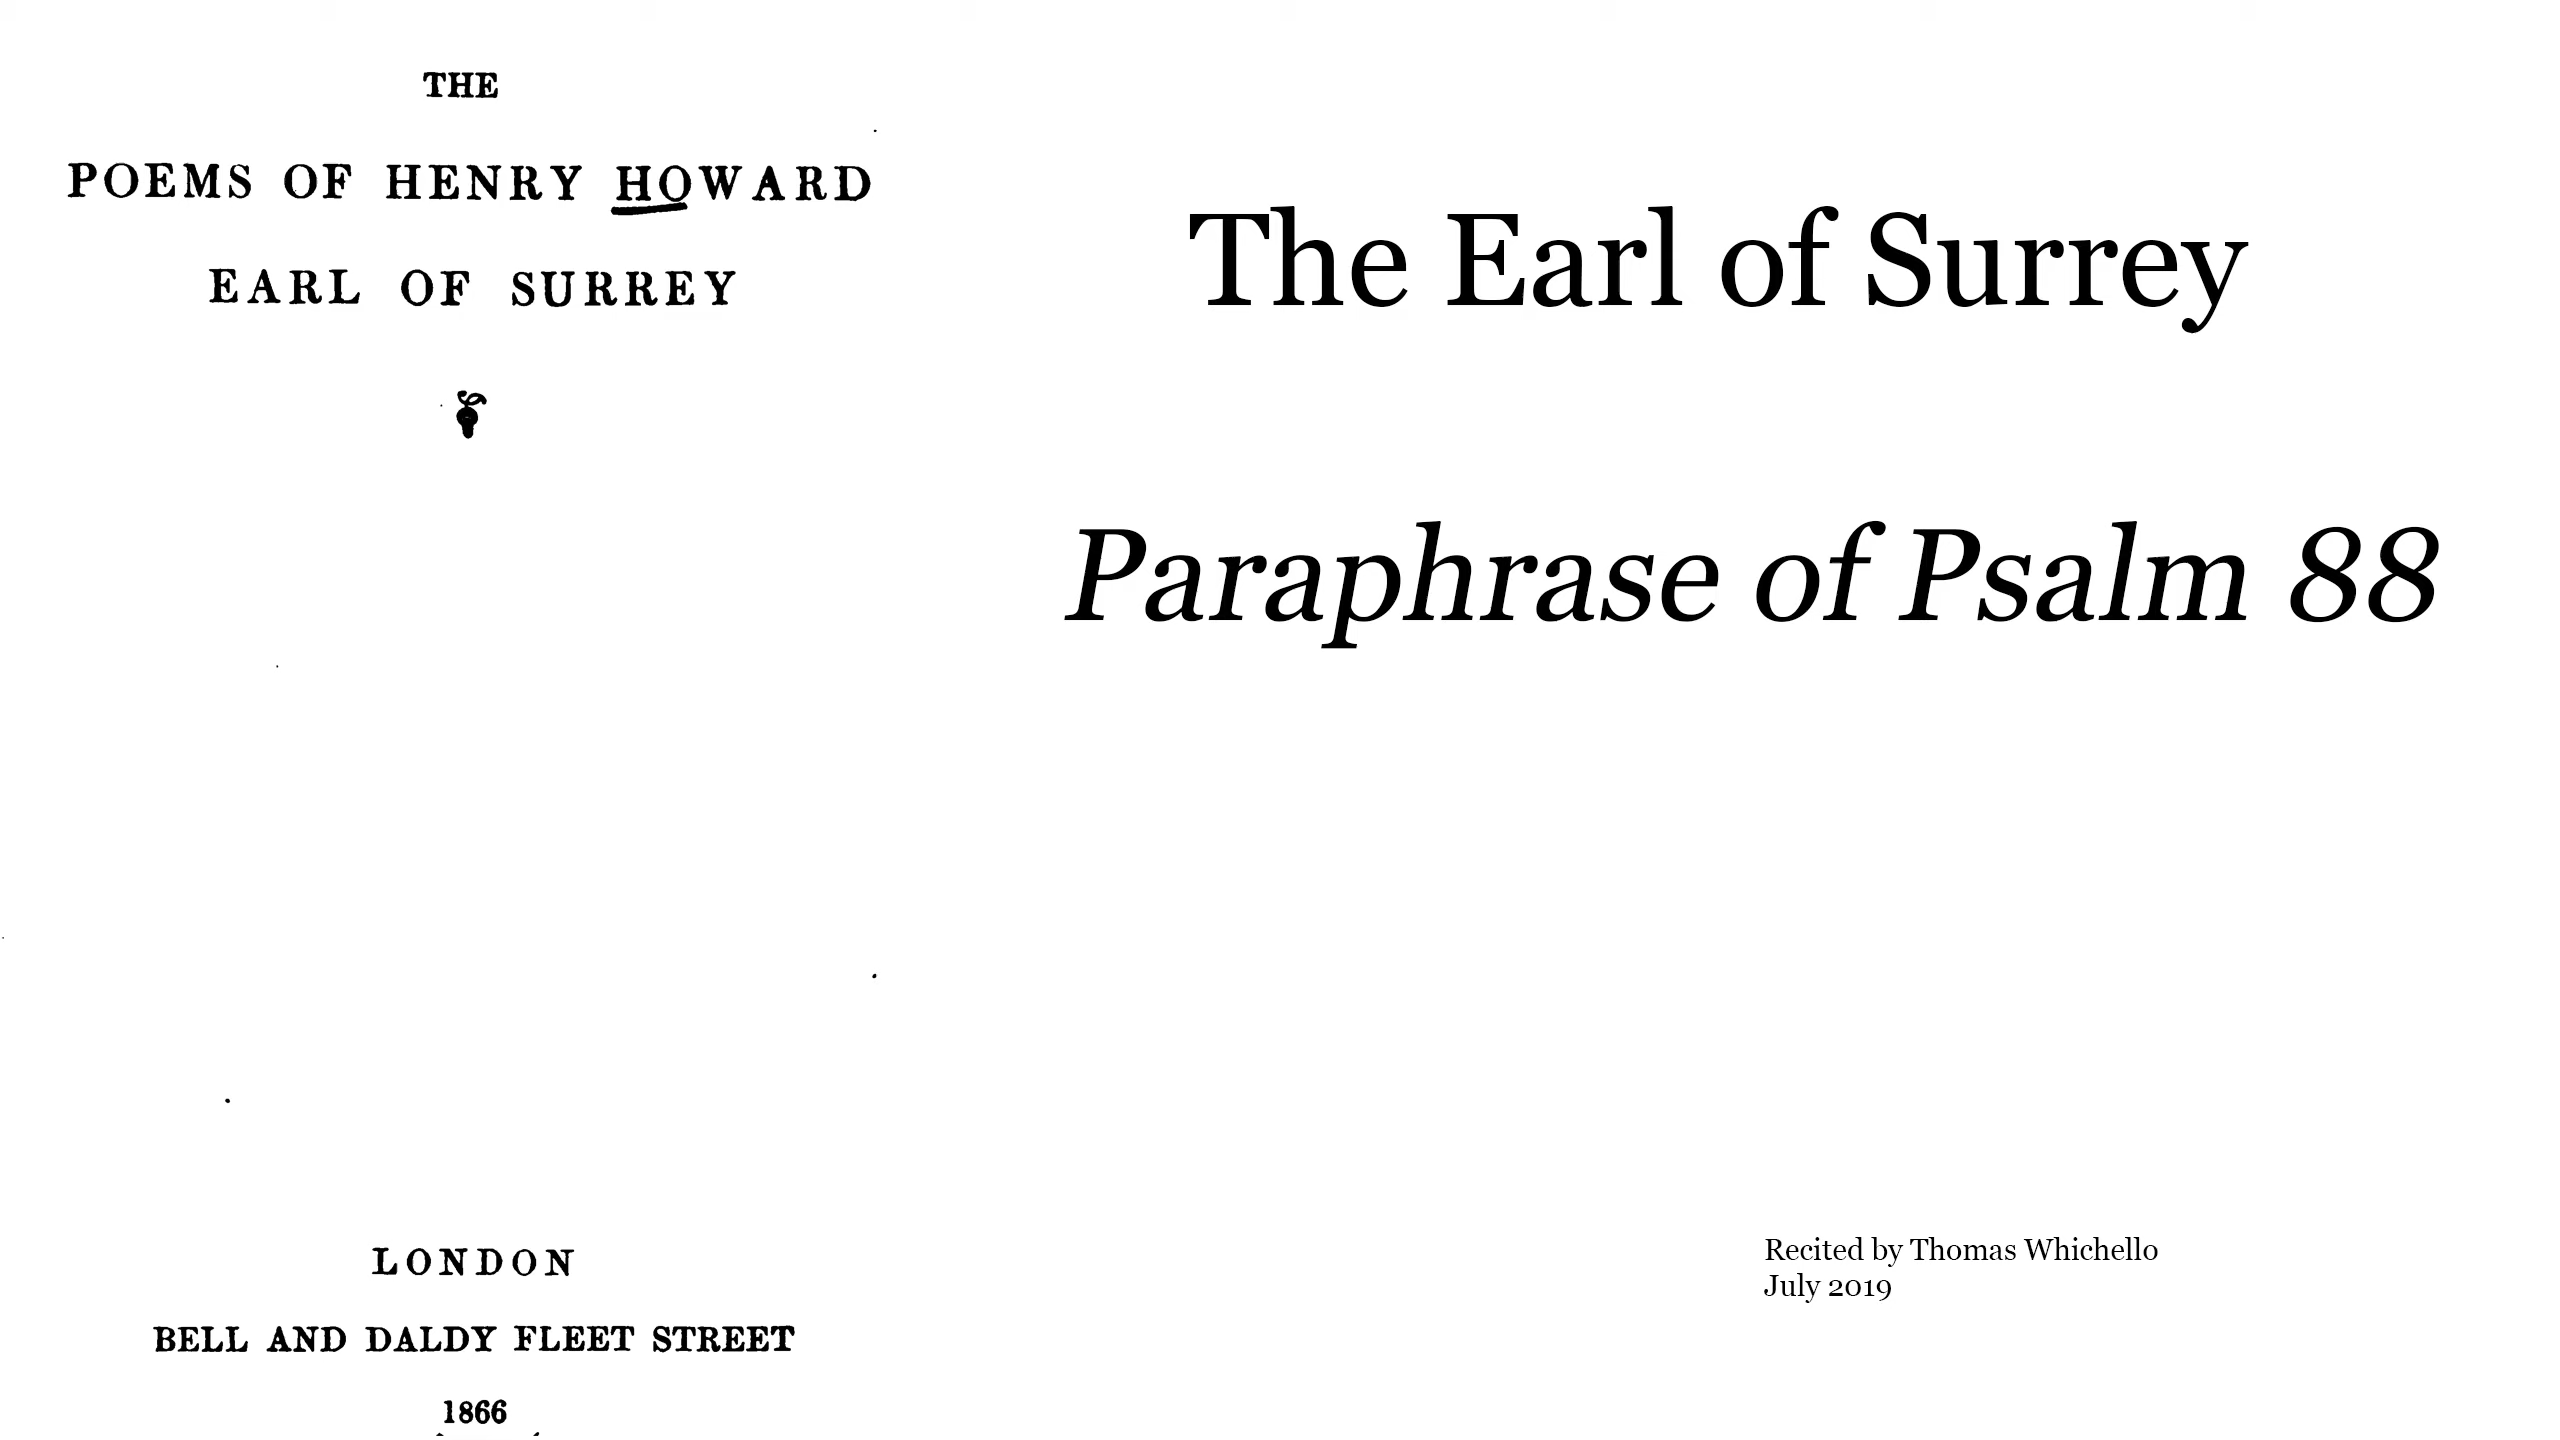 THE
POEMS OF HENRY HOWARD
EARL OF SURREY
LONDON
BELL AND DALDY FLEET STREET
1866
The Earl of Surrey
Paraphrase of Psalm 88
Recited by Thomas Whichello
July 2019